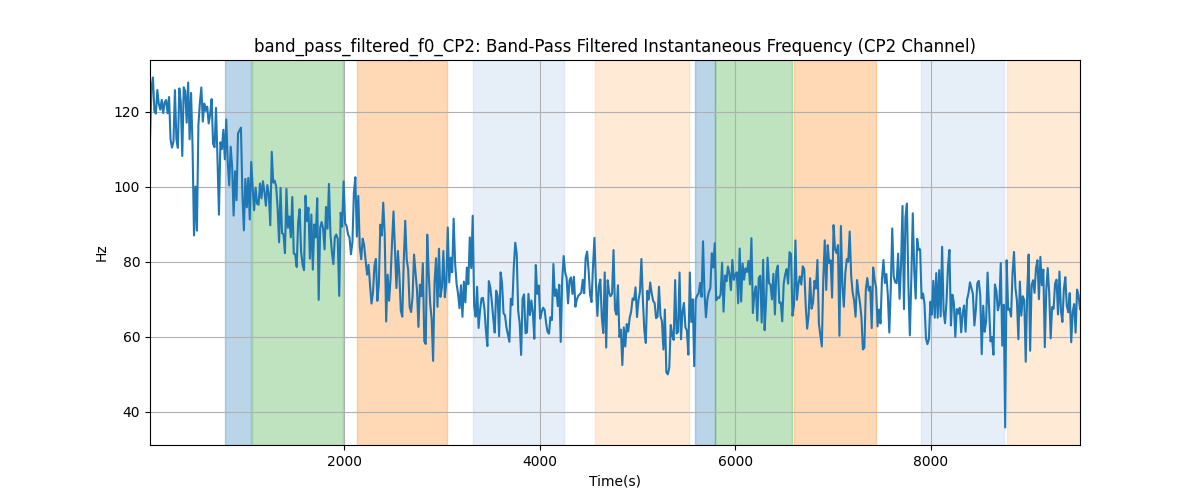 band_pass_filtered_f0_CP2: Band-Pass Filtered Instantaneous Frequency (CP2 Channel)
120
100
80
60
40
Hz
2000 4000 6000 8000
Time(s)